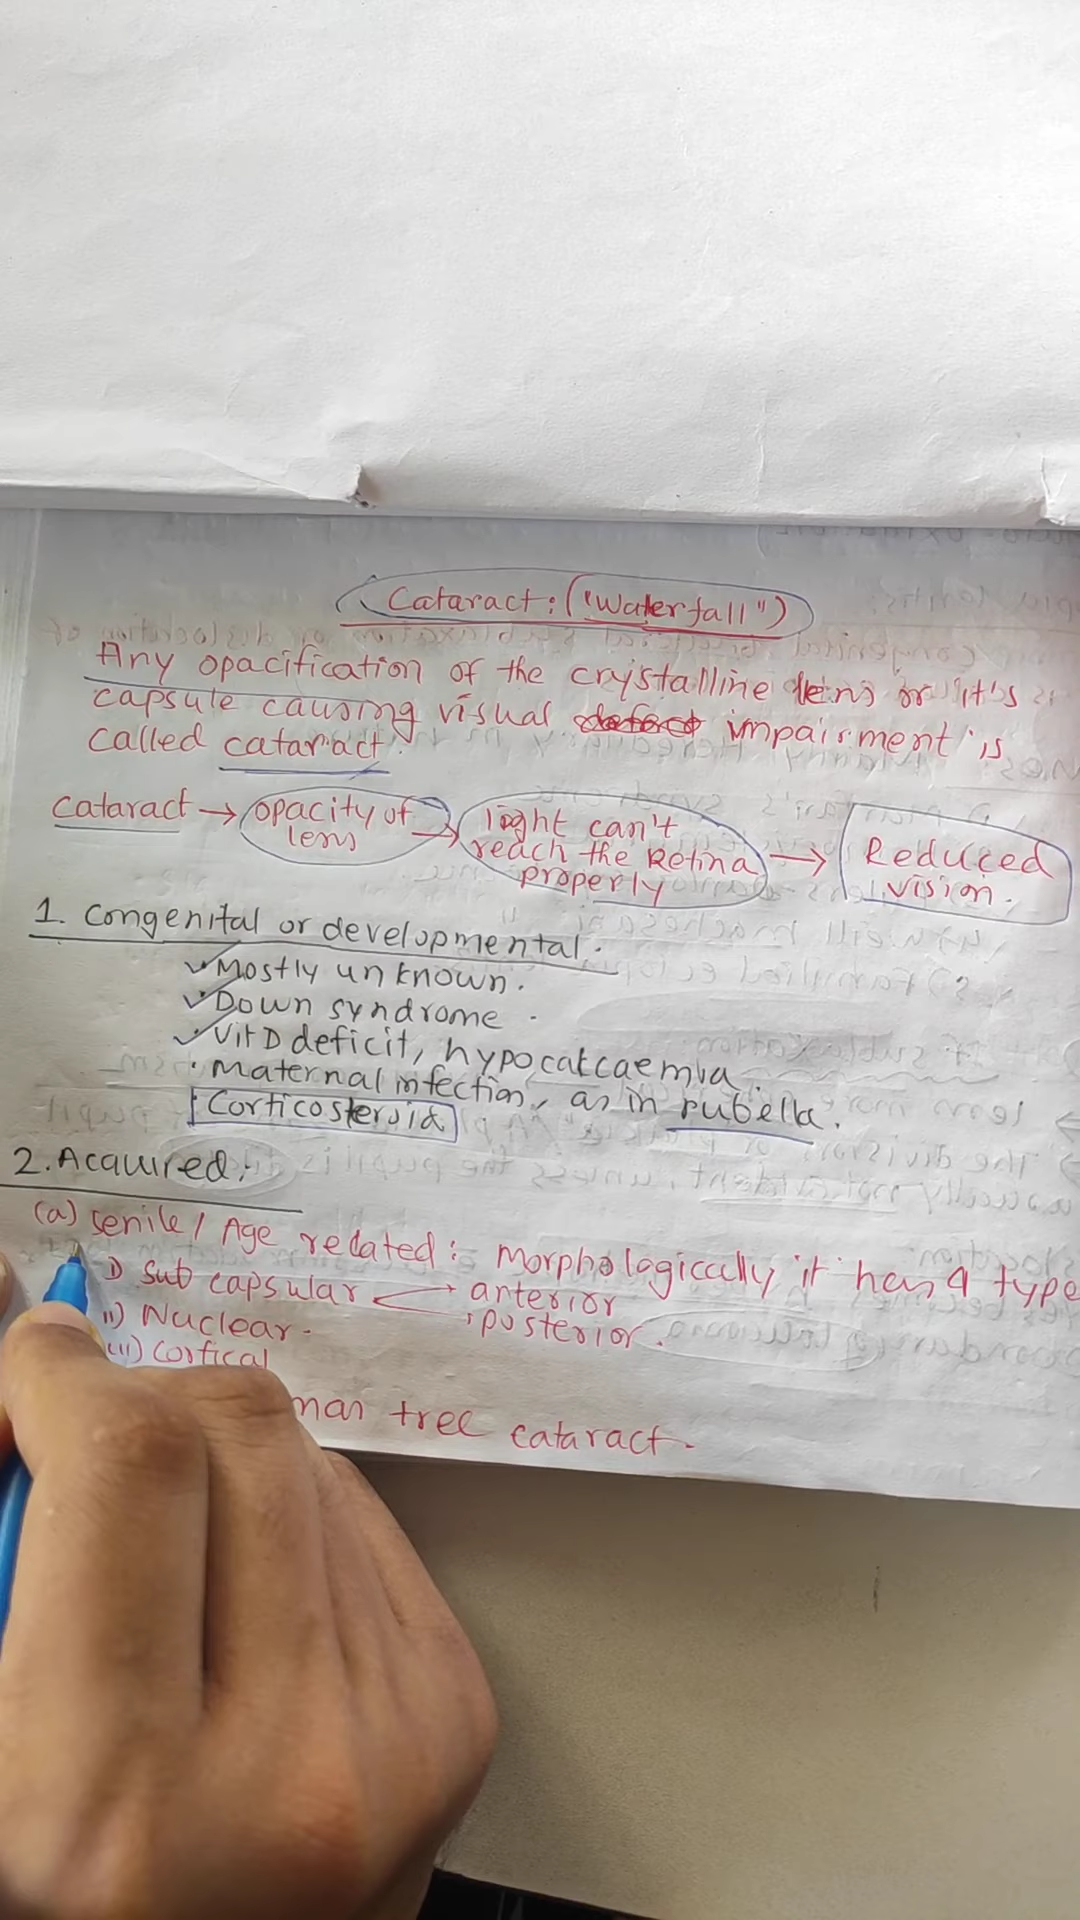 Cataract: ("Waterfall")
Any opacification of the crystalline lens or it's
capsule causing visual impairment is
called cataract.
Cataract → opacity of lens → light can't reach the Retina properly → Reduced vision.
1. Congenital or developmental.
✓ Mostly unknown.
✓ Down syndrome.
✓ Vit D deficit, hypocalcaemia.
• Maternal infection, as in rubella.
• Corticosteroid
2. Acquired:
(a) Senile / Age related: Morphologically it has 4 type
i) Sub capsular anterior
posterior.
ii) Nuclear.
iii) Cortical
tree cataract.